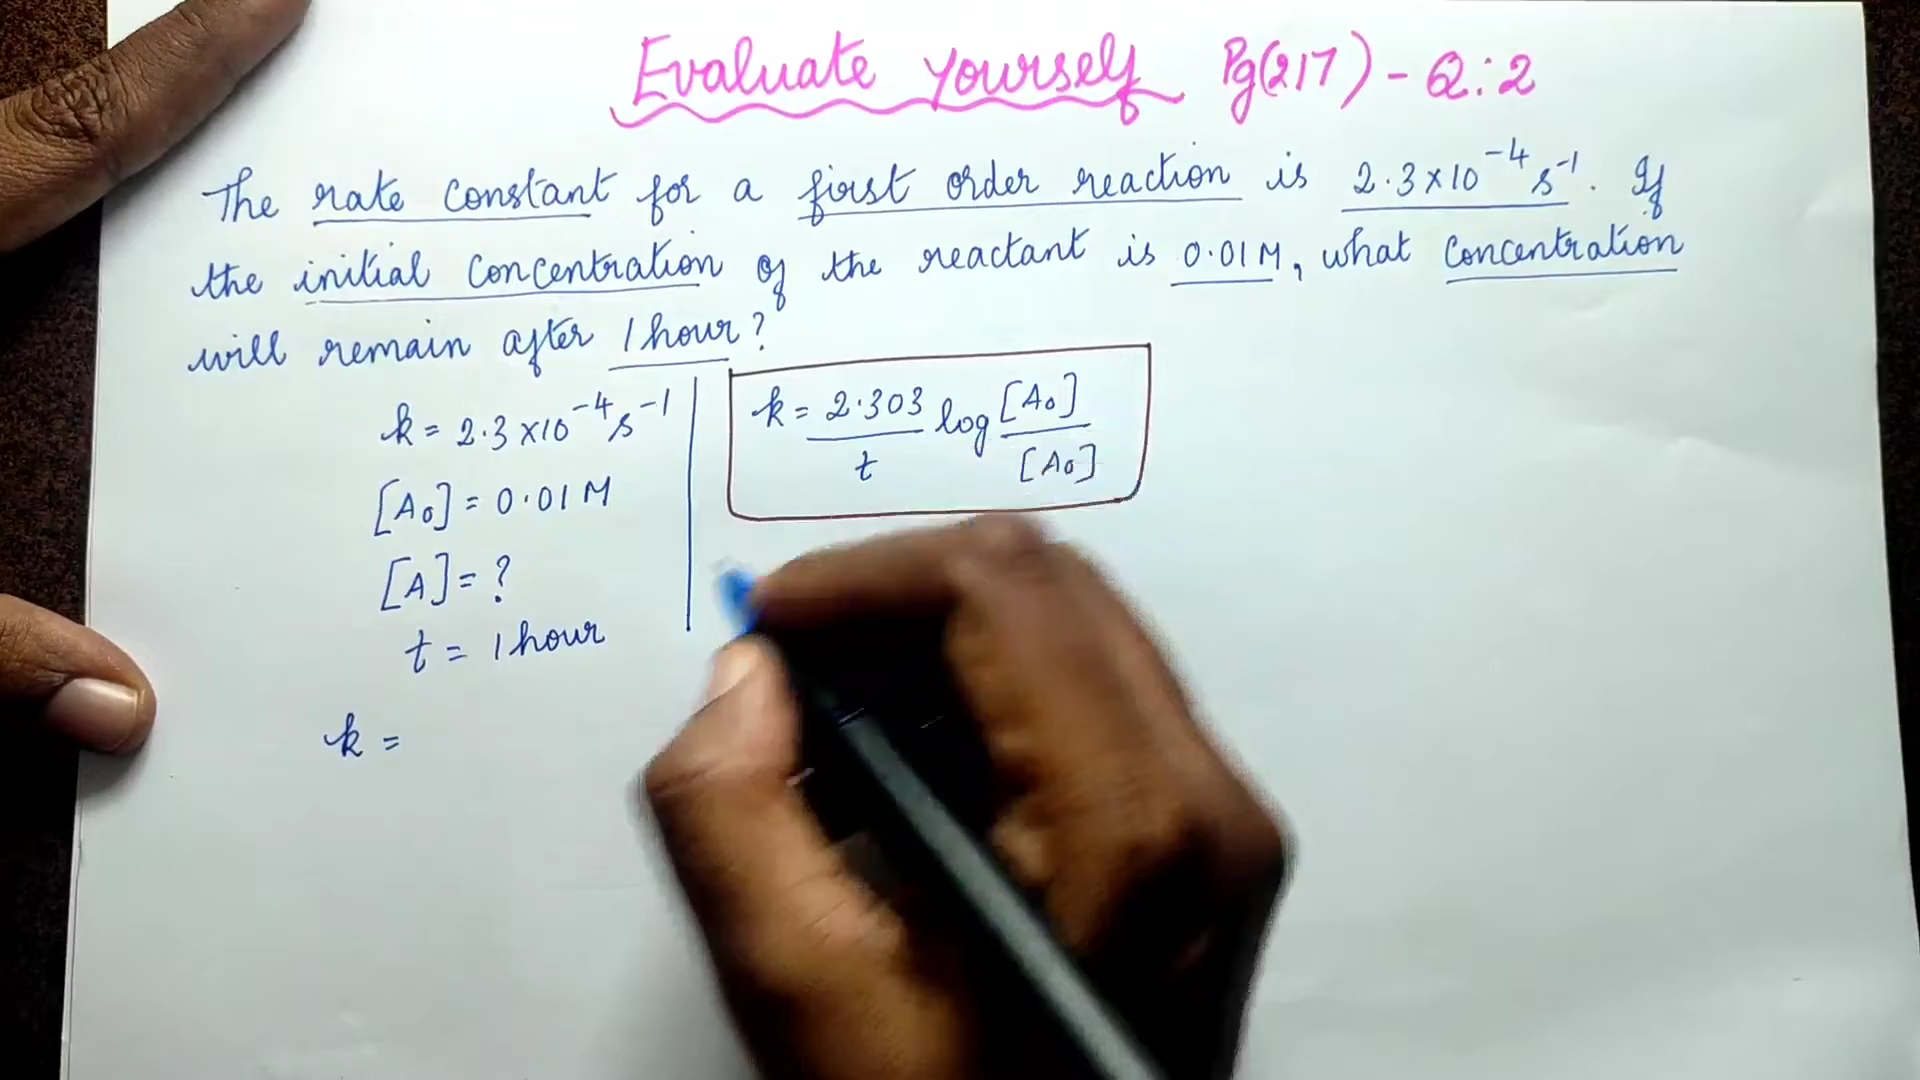 Evaluate yourself Pg(217) - Q:2
The rate constant for a first order reaction is 2.3×10⁻⁴ s⁻¹. If
the initial concentration of the reactant is 0.01M, what concentration
will remain after 1 hour?
k = 2.3×10⁻⁴ s⁻¹
[A₀] = 0.01 M
[A] = ?
t = 1 hour
k = 2.303/t log [A₀]/[A₀]
k =